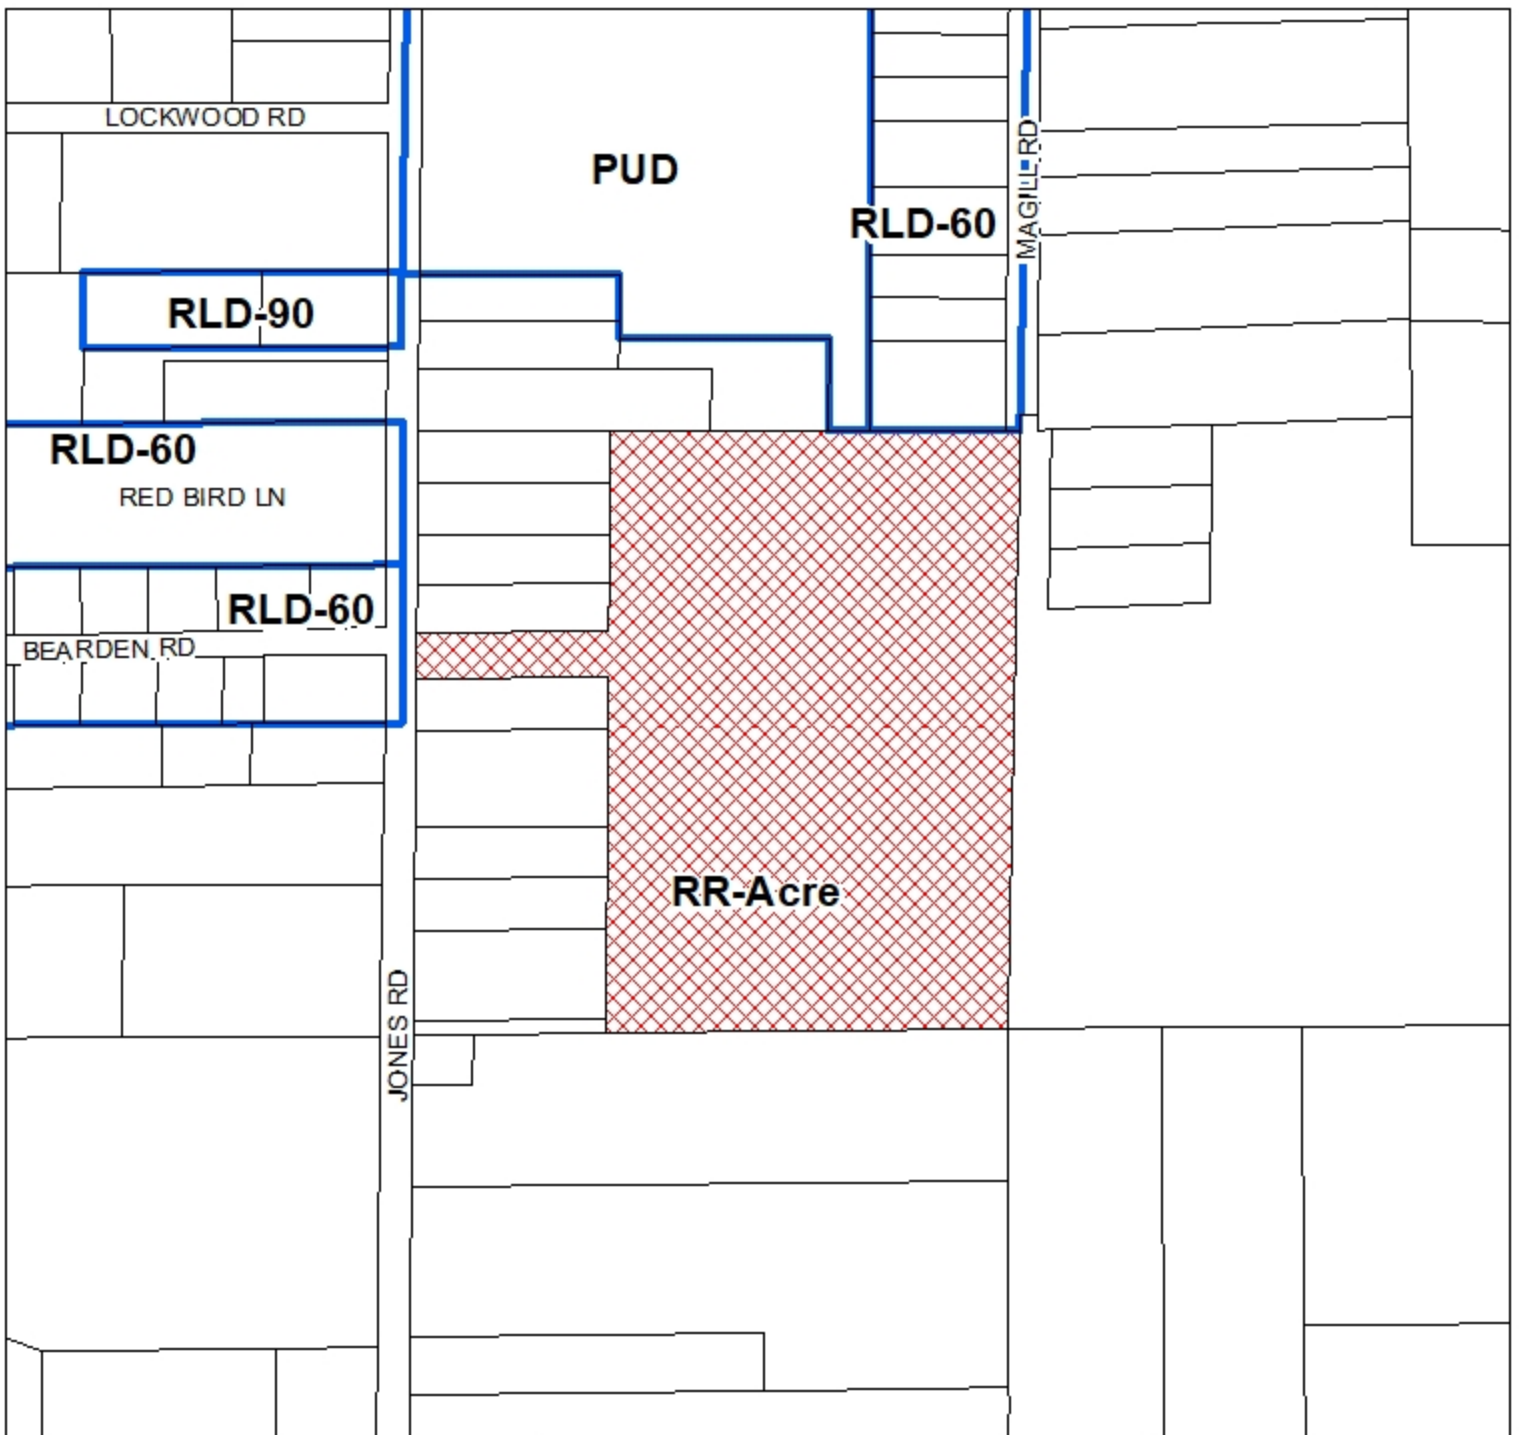 LOCKWOOD RD
PUD
RLD-60
MAGILL RD
RLD-90
RLD-60
RED BIRD LN
RLD-60
BEARDEN RD
RR-Acre
JONES RD